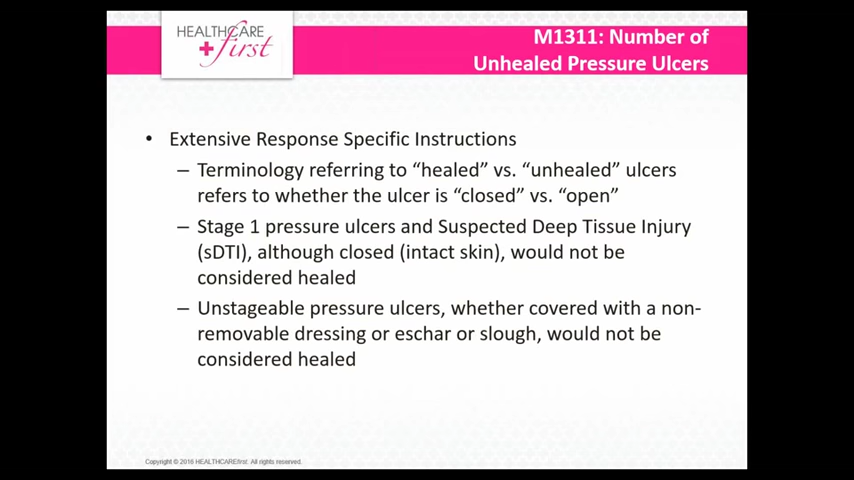 HEALTHCARE
first
M1311: Number of
Unhealed Pressure Ulcers
• Extensive Response Specific Instructions
– Terminology referring to “healed” vs. “unhealed” ulcers
refers to whether the ulcer is “closed” vs. “open”
– Stage 1 pressure ulcers and Suspected Deep Tissue Injury
(sDTI), although closed (intact skin), would not be
considered healed
– Unstageable pressure ulcers, whether covered with a non-
removable dressing or eschar or slough, would not be
considered healed
Copyright © 2016 HEALTHCAREfirst. All rights reserved.